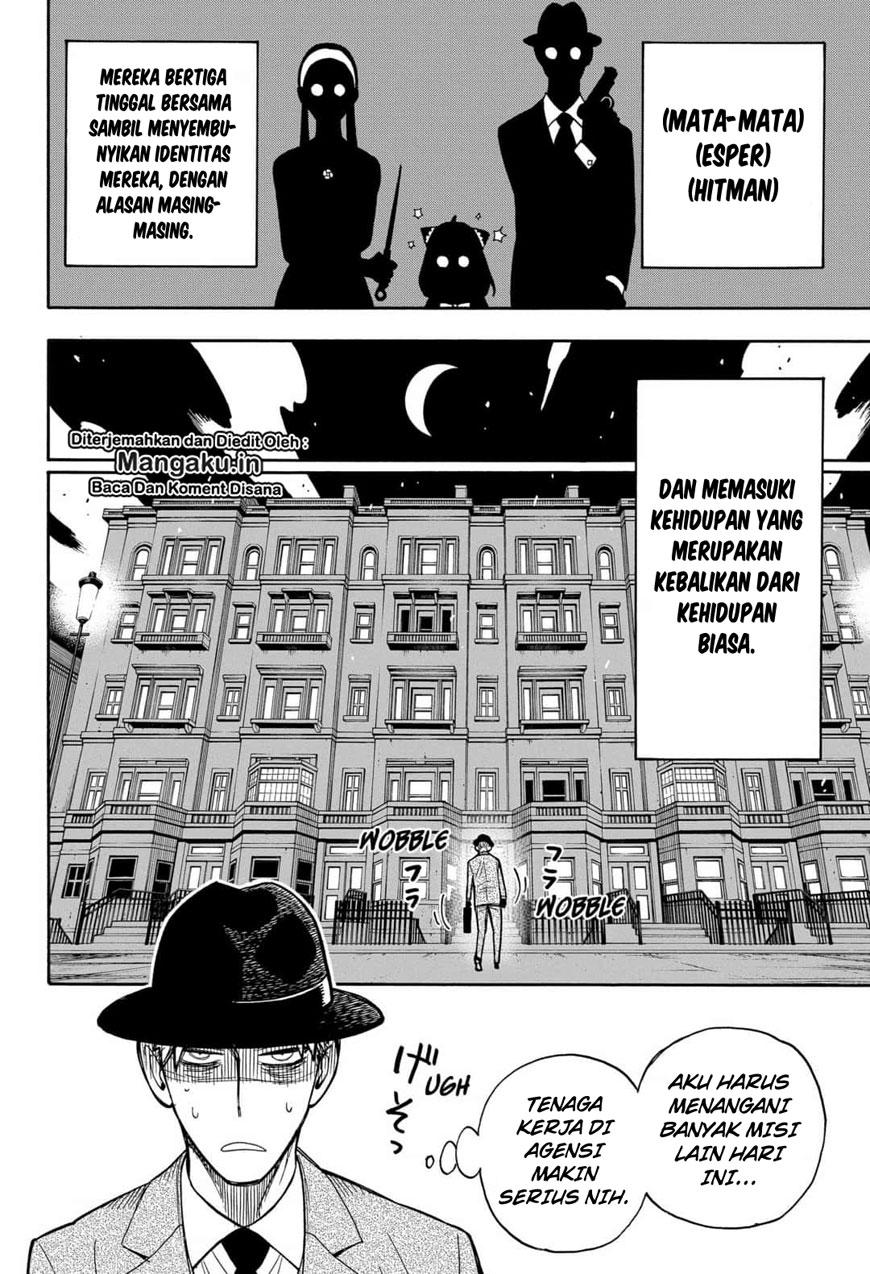 (MATA-MATA)
(ESPER)
(HITMAN)
MEREKA BERTIGA
TINGGAL BERSAMA
SAMBIL MENYEMBU-
NYIKAN IDENTITAS
MEREKA, DENGAN
ALASAN MASING-
MASING.
DAN MEMASUKI
KEHIDUPAN YANG
MERUPAKAN
KEBALIKAN DARI
KEHIDUPAN
BIASA.
Diterjemahkan dan Diedit Oleh :
Mangaku.in
Baca Dan Koment Disana
WOBBLE
フラ
フラ
WOBBLE
AKU HARUS
MENANGANI
BANYAK MISI
LAIN HARI
INI...
TENAGA
KERJA DI
AGENSI
MAKIN
SERIUS NIH.
げそっ
UGH